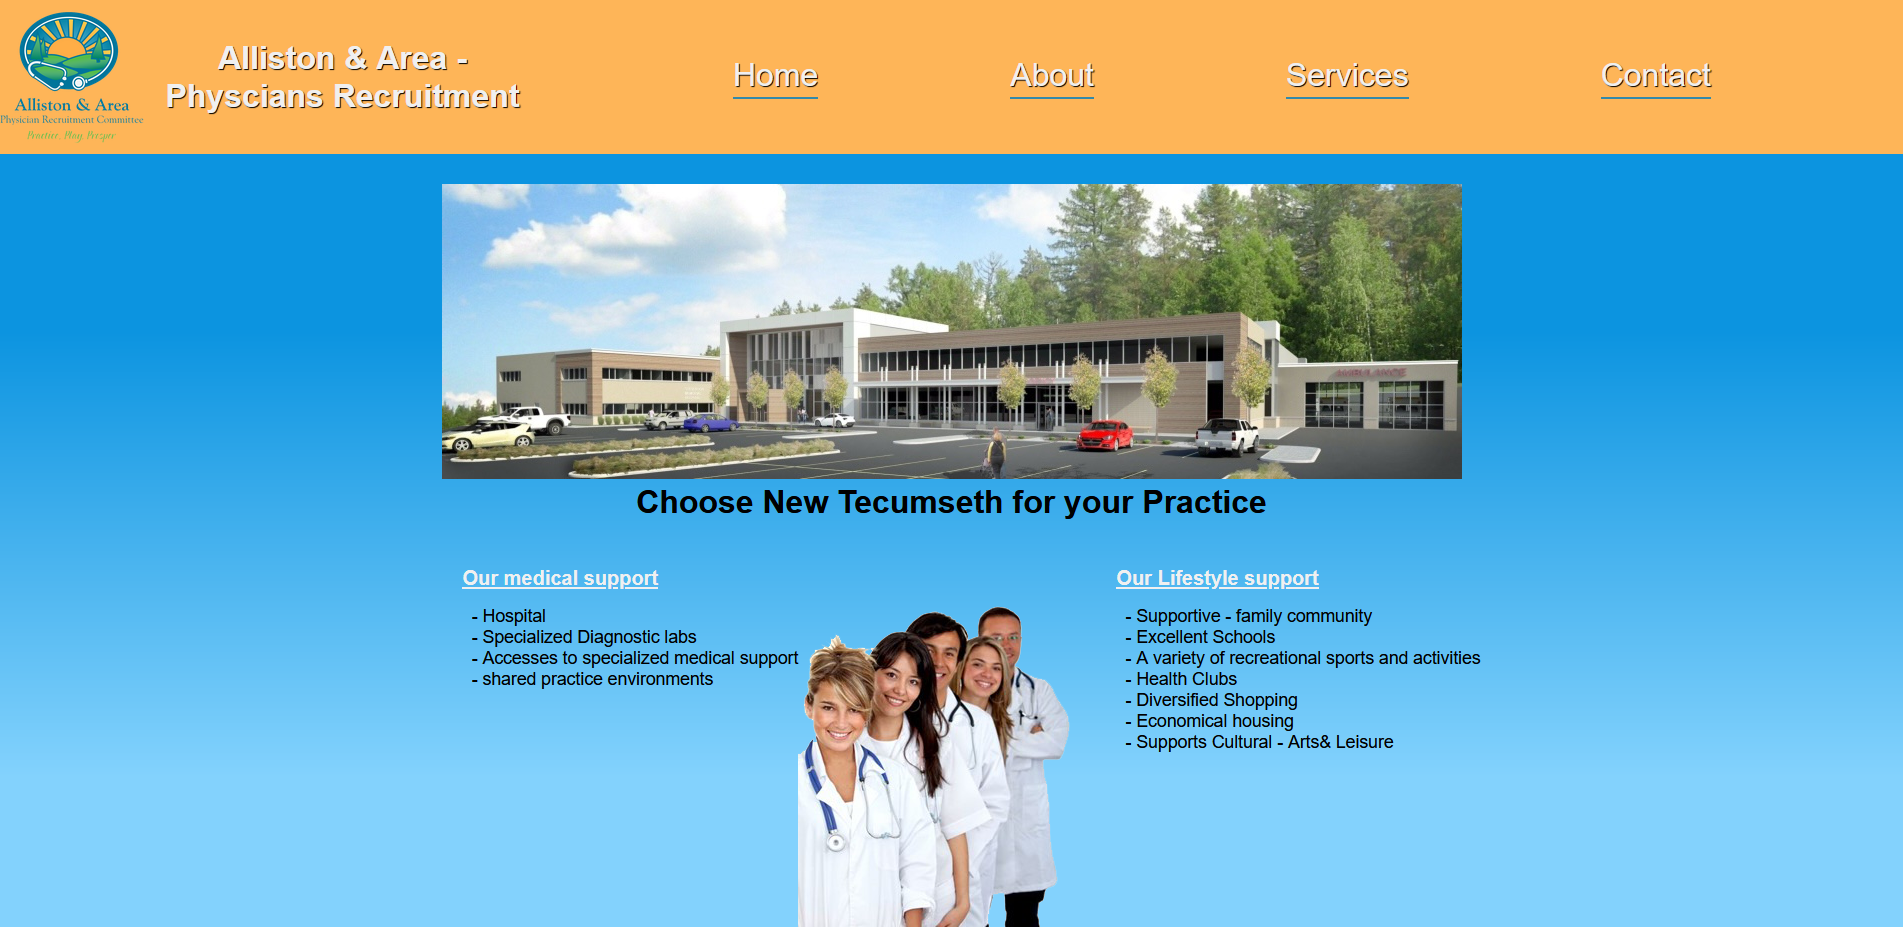 Alliston & Area
Physician Recruitment Committee
Practice, Play, Prosper
Alliston & Area -
Physcians Recruitment
Home
About
Services
Contact
AMBULANCE
Choose New Tecumseth for your Practice
Our medical support
- Hospital
- Specialized Diagnostic labs
- Accesses to specialized medical support
- shared practice environments
Our Lifestyle support
- Supportive - family community
- Excellent Schools
- A variety of recreational sports and activities
- Health Clubs
- Diversified Shopping
- Economical housing
- Supports Cultural - Arts& Leisure